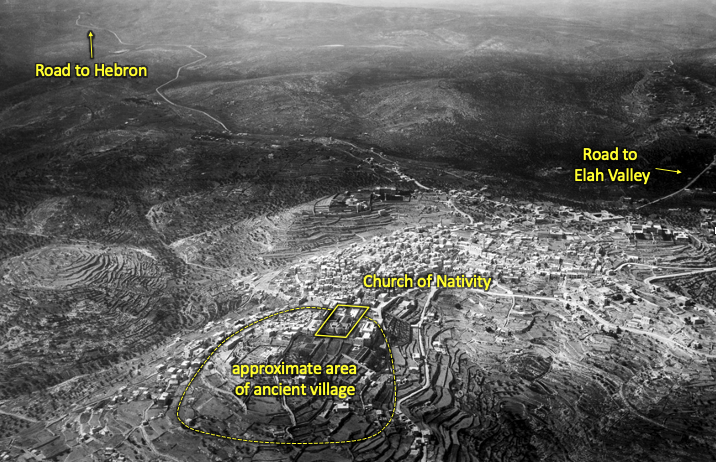 Road to Hebron
Road to
Elah Valley
Church of Nativity
approximate area
of ancient village